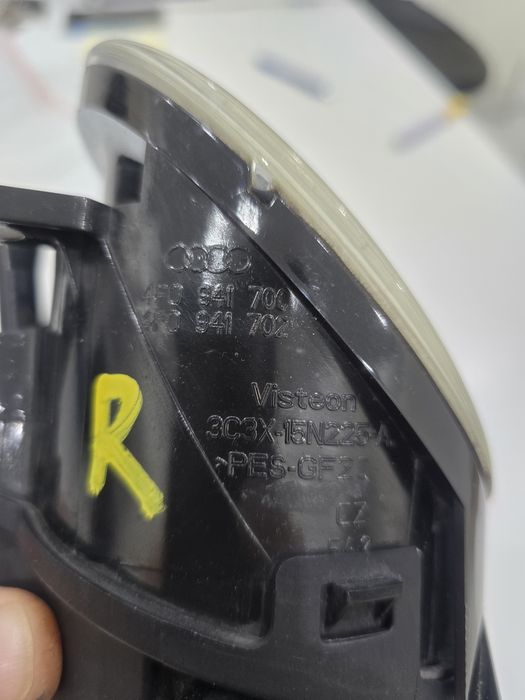 4F0 941 700
4F0 941 702
Visteon
3C3X-15N225-A
>PES-GF2
CZ
R